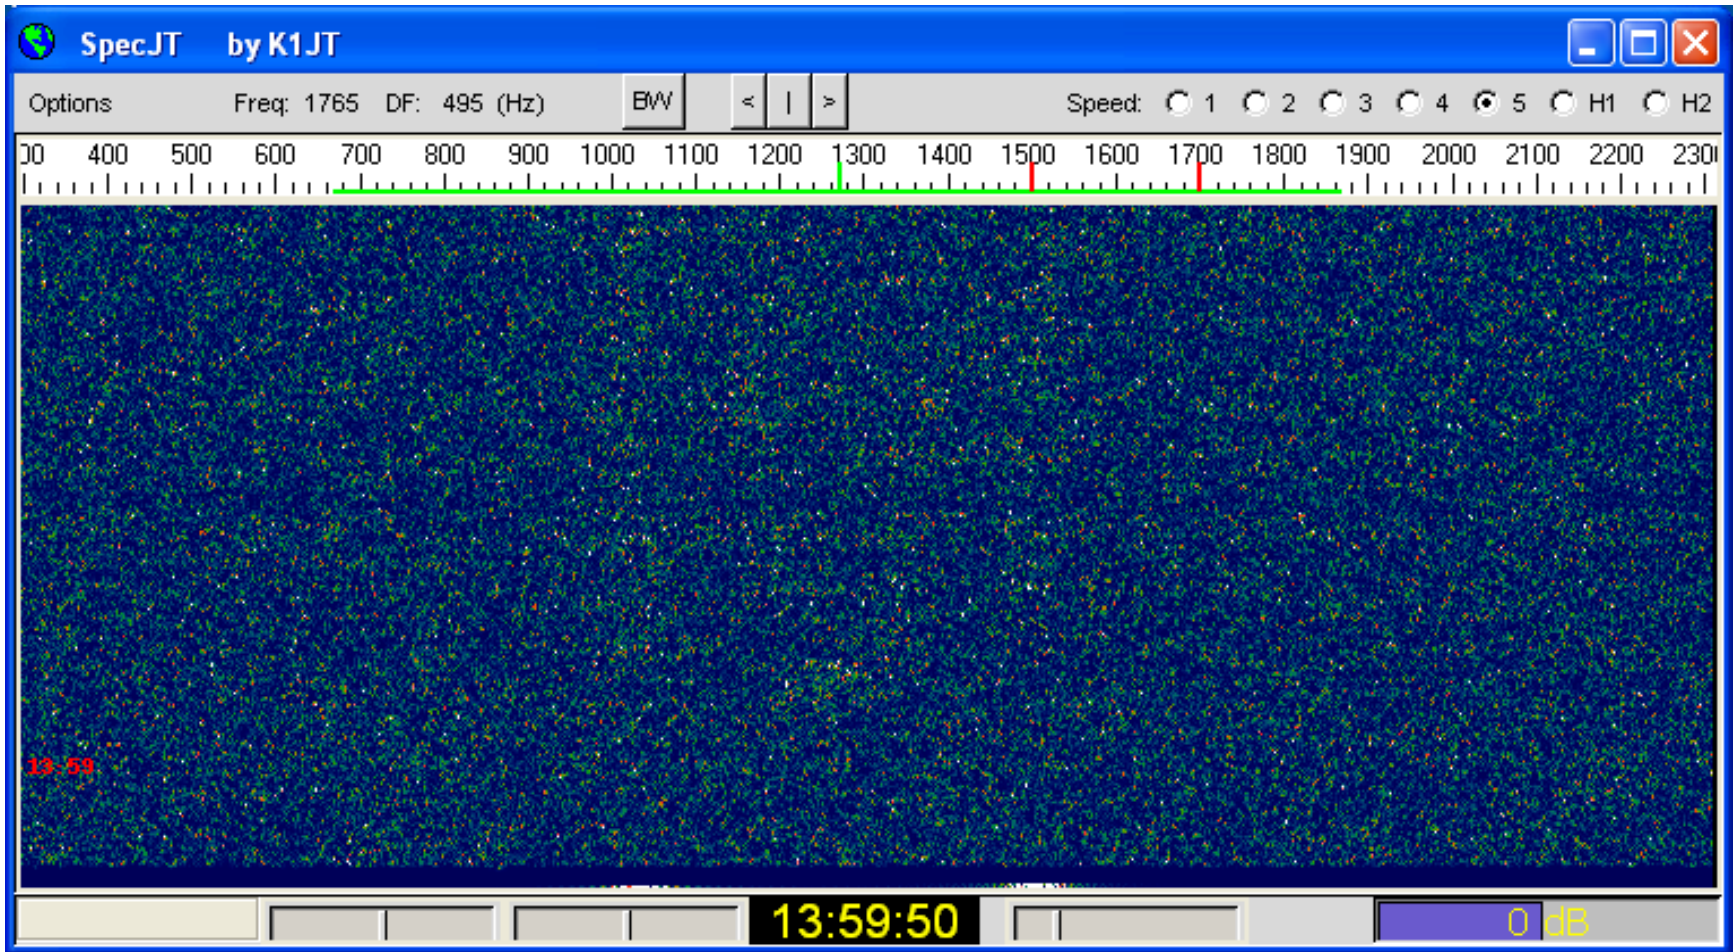 SpecJT by K1JT
Options Freq: 1765 DF: 495 (Hz) BW < | > Speed: 1 2 3 4 5 H1 H2
00 400 500 600 700 800 900 1000 1100 1200 1300 1400 1500 1600 1700 1800 1900 2000 2100 2200 230
13:59
13:59:50 0 dB